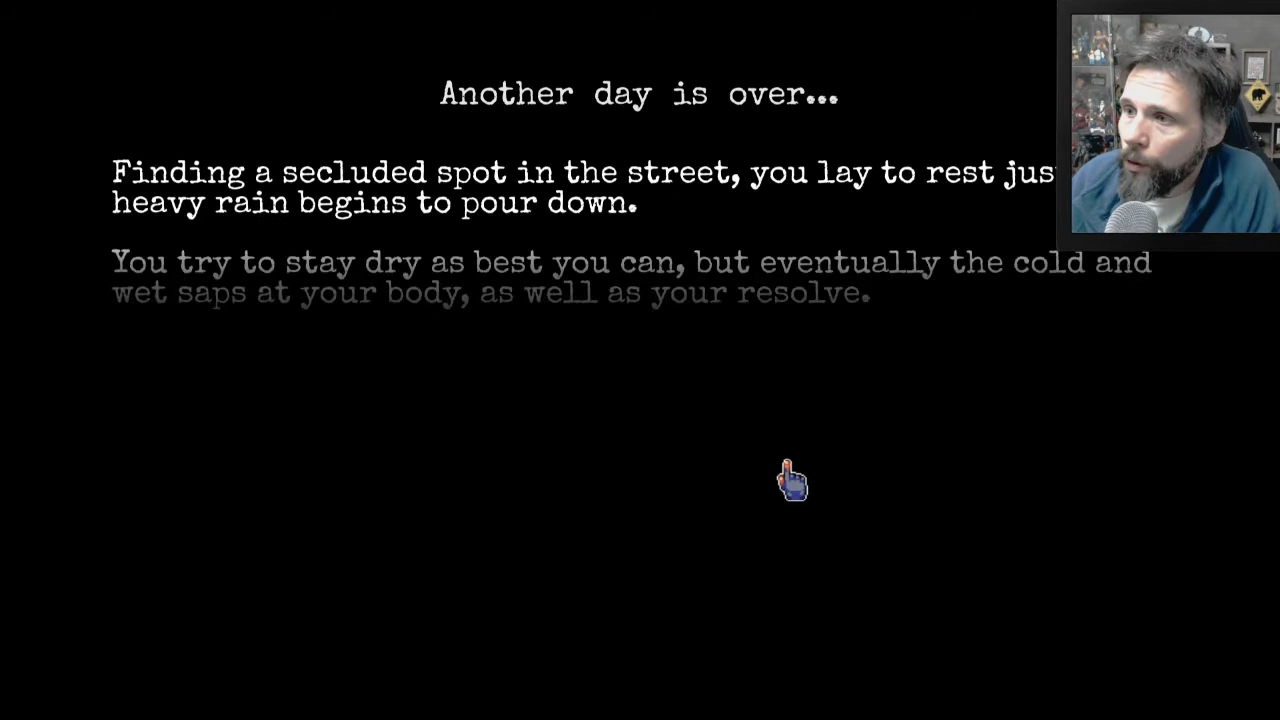 Another day is over...
Finding a secluded spot in the street, you lay to rest
heavy rain begins to pour down.
You try to stay dry as best you can, but eventually the cold and
wet saps at your body, as well as your resolve.